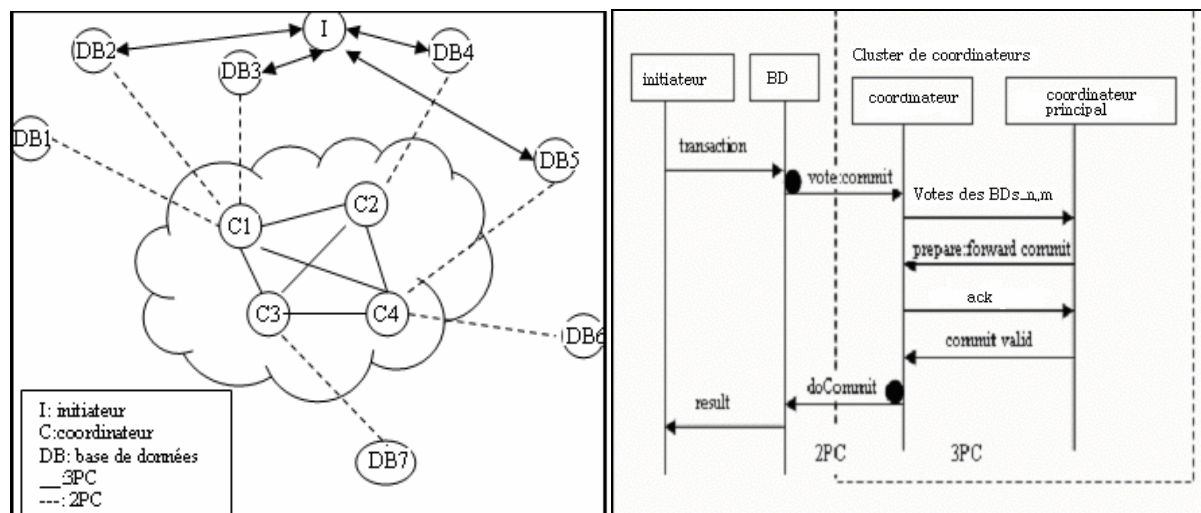 I
DB2
DB3
DB4
DB1
DB5
C1
C2
C3
C4
DB6
DB7
I: initiateur
C:coordinateur
DB: base de données
__:3PC
---: 2PC
Cluster de coordinateurs
initiateur
BD
coordinateur
coordinateur
principal
transaction
vote:commit
Votes des BDs_n,m
prepare:forward commit
ack
commit valid
doCommit
result
2PC
3PC